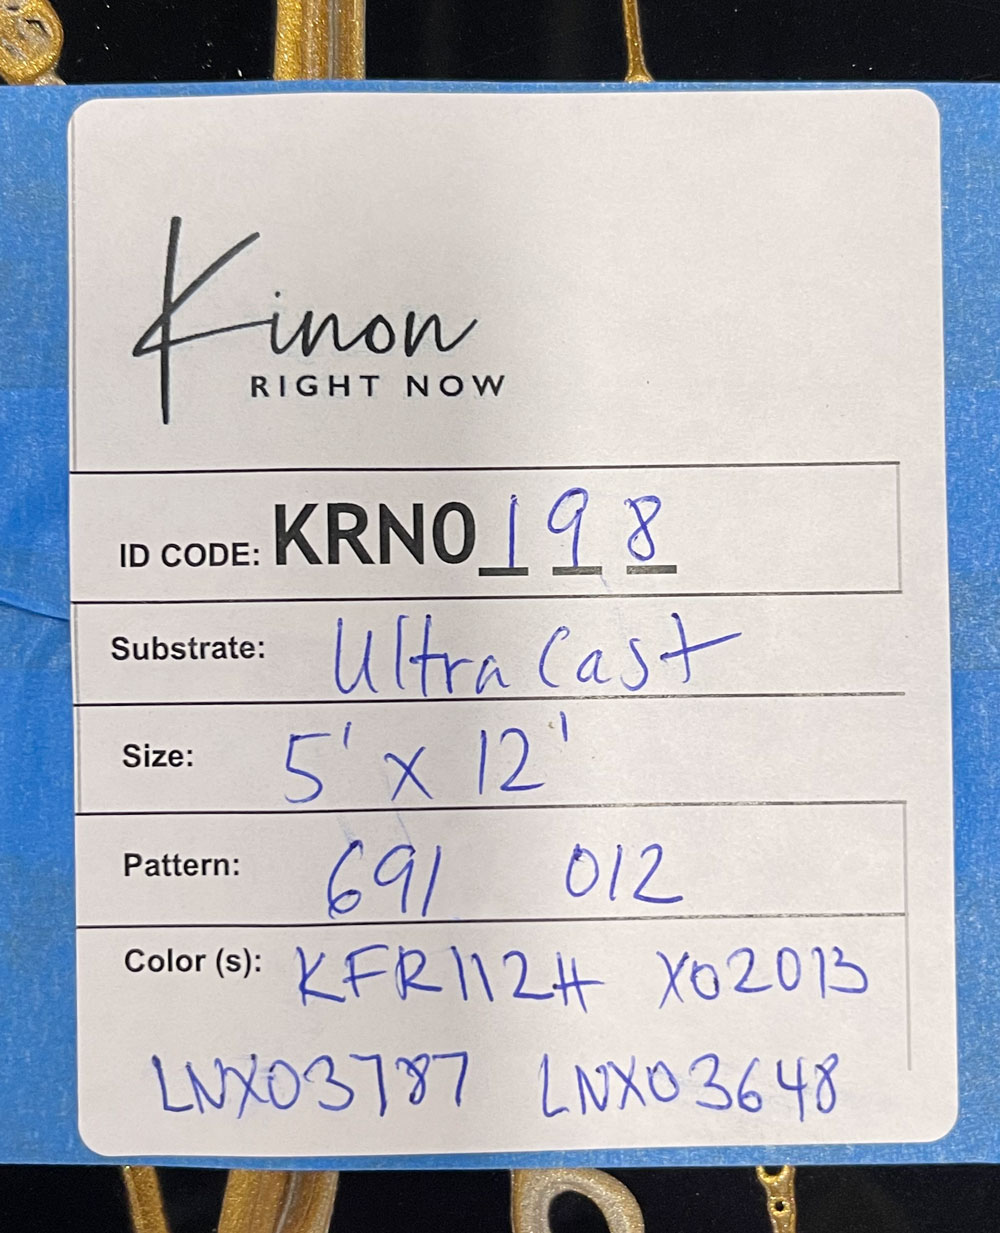 Kinon
RIGHT NOW
ID CODE: KRN0198
Substrate: Ultra Cast
Size: 5' x 12'
Pattern: 691 012
Color (s): KFR112H X02013
LNX03787 LNX03648